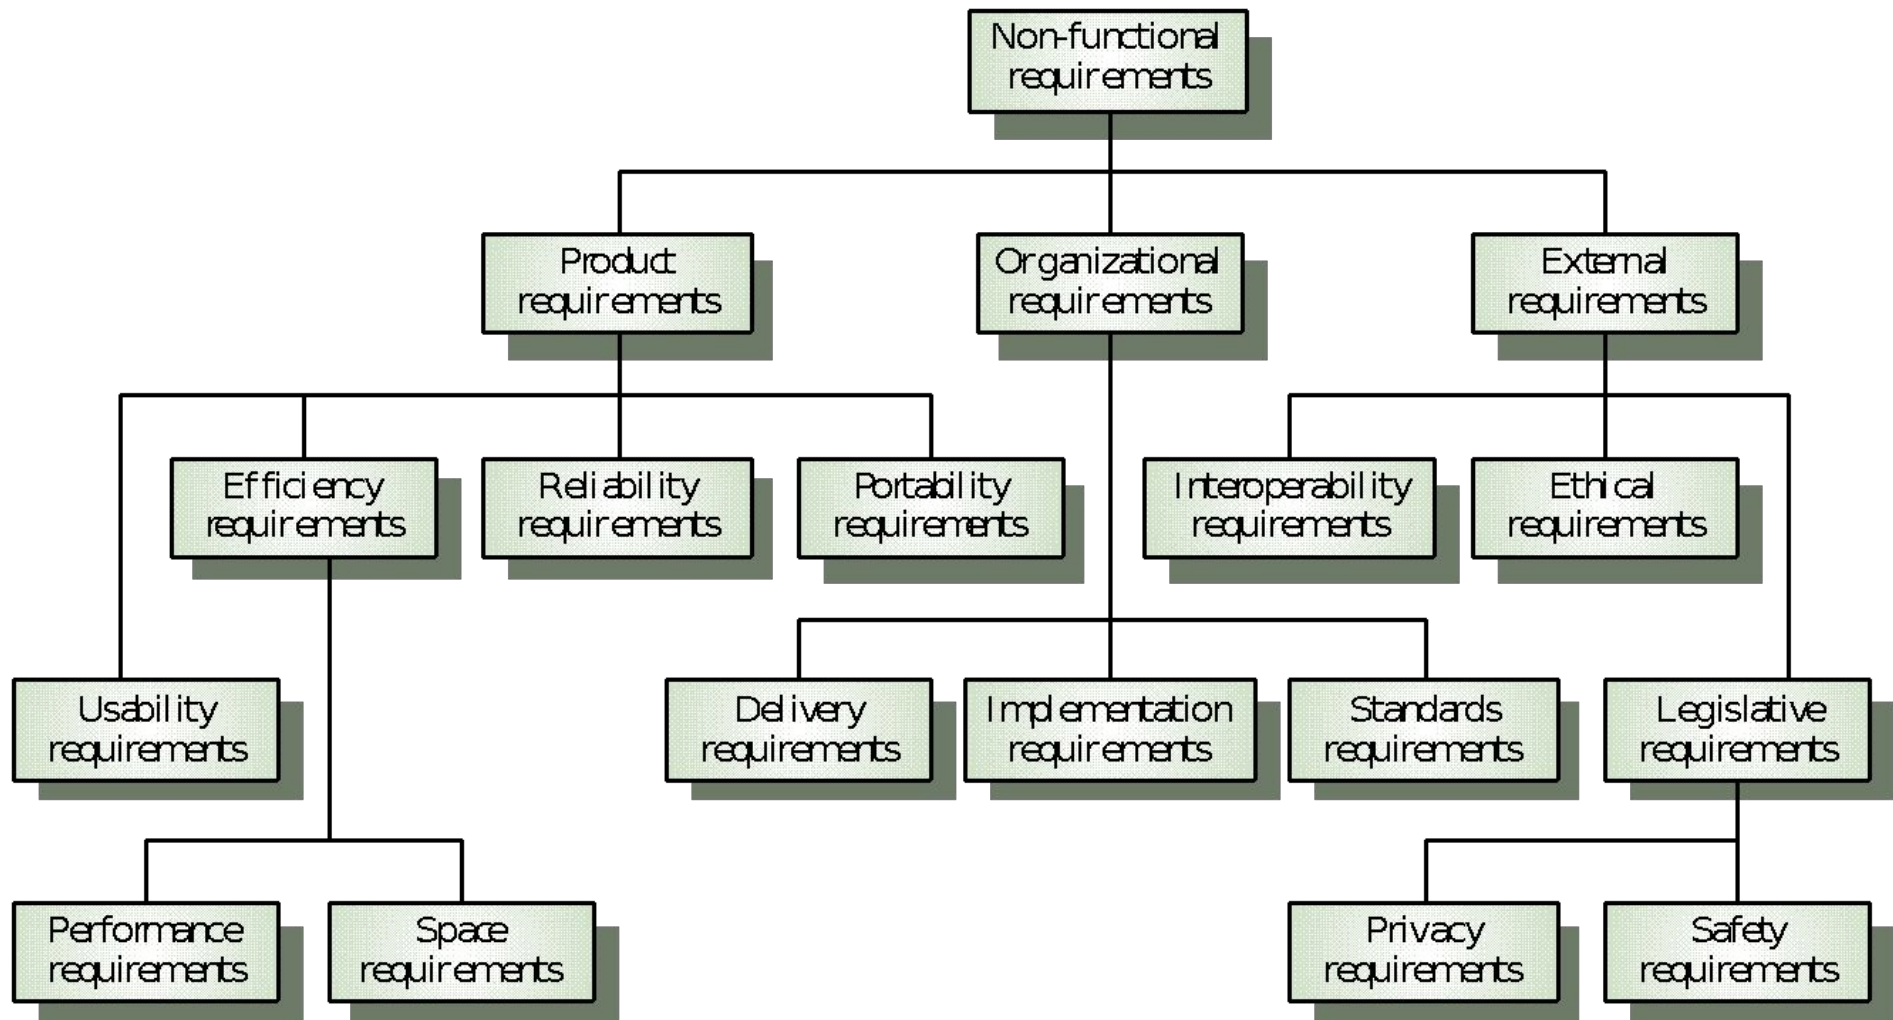 Non-functional
requirements
Product
requirements
Organizational
requirements
External
requirements
Efficiency
requirements
Reliability
requirements
Portability
requirements
Interoperability
requirements
Ethical
requirements
Usability
requirements
Delivery
requirements
Implementation
requirements
Standards
requirements
Legislative
requirements
Performance
requirements
Space
requirements
Privacy
requirements
Safety
requirements